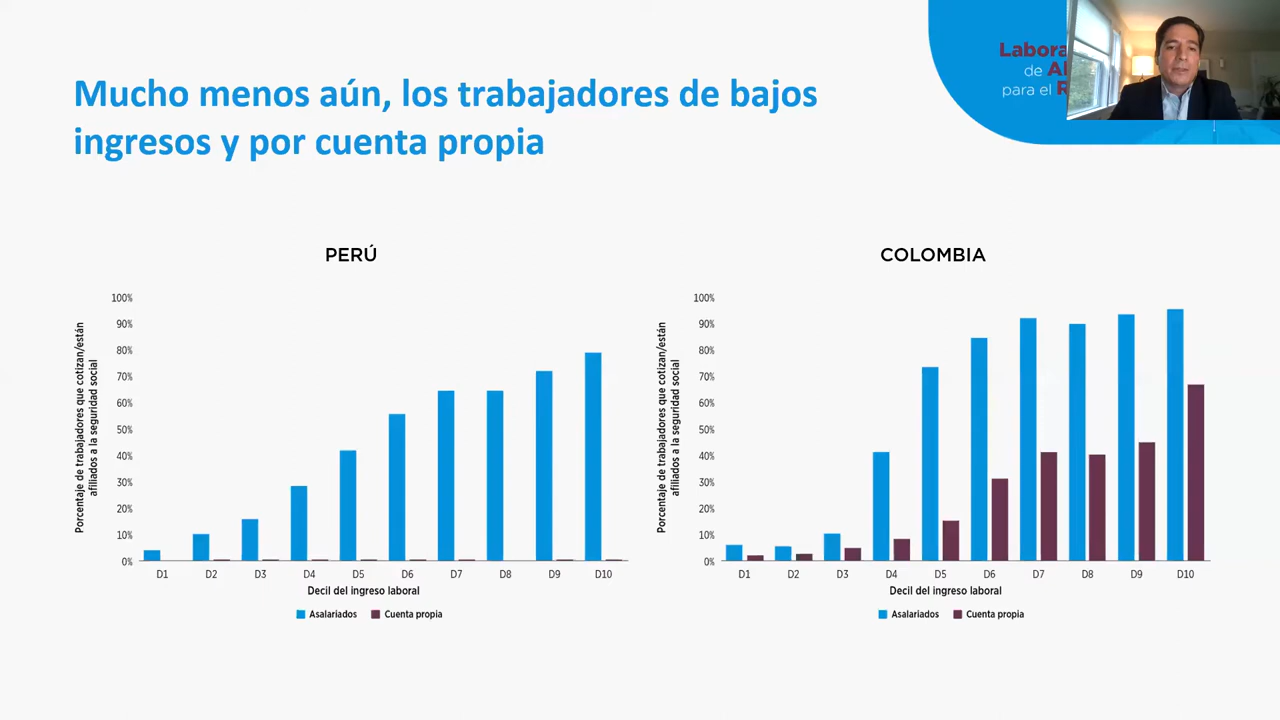 Mucho menos aún, los trabajadores de bajos
ingresos y por cuenta propia
de
para el
PERÚ
Porcentaje de trabajadores que cotizan/están
afiliados a la seguridad social
100%
90%
80%
70%
60%
50%
40%
30%
20%
10%
0%
D1 D2 D3 D4 D5 D6 D7 D8 D9 D10
Decil del ingreso laboral
Asalariados Cuenta propia
COLOMBIA
Porcentaje de trabajadores que cotizan/están
afiliados a la seguridad social
100%
90%
80%
70%
60%
50%
40%
30%
20%
10%
0%
D1 D2 D3 D4 D5 D6 D7 D8 D9 D10
Decil del ingreso laboral
Asalariados Cuenta propia